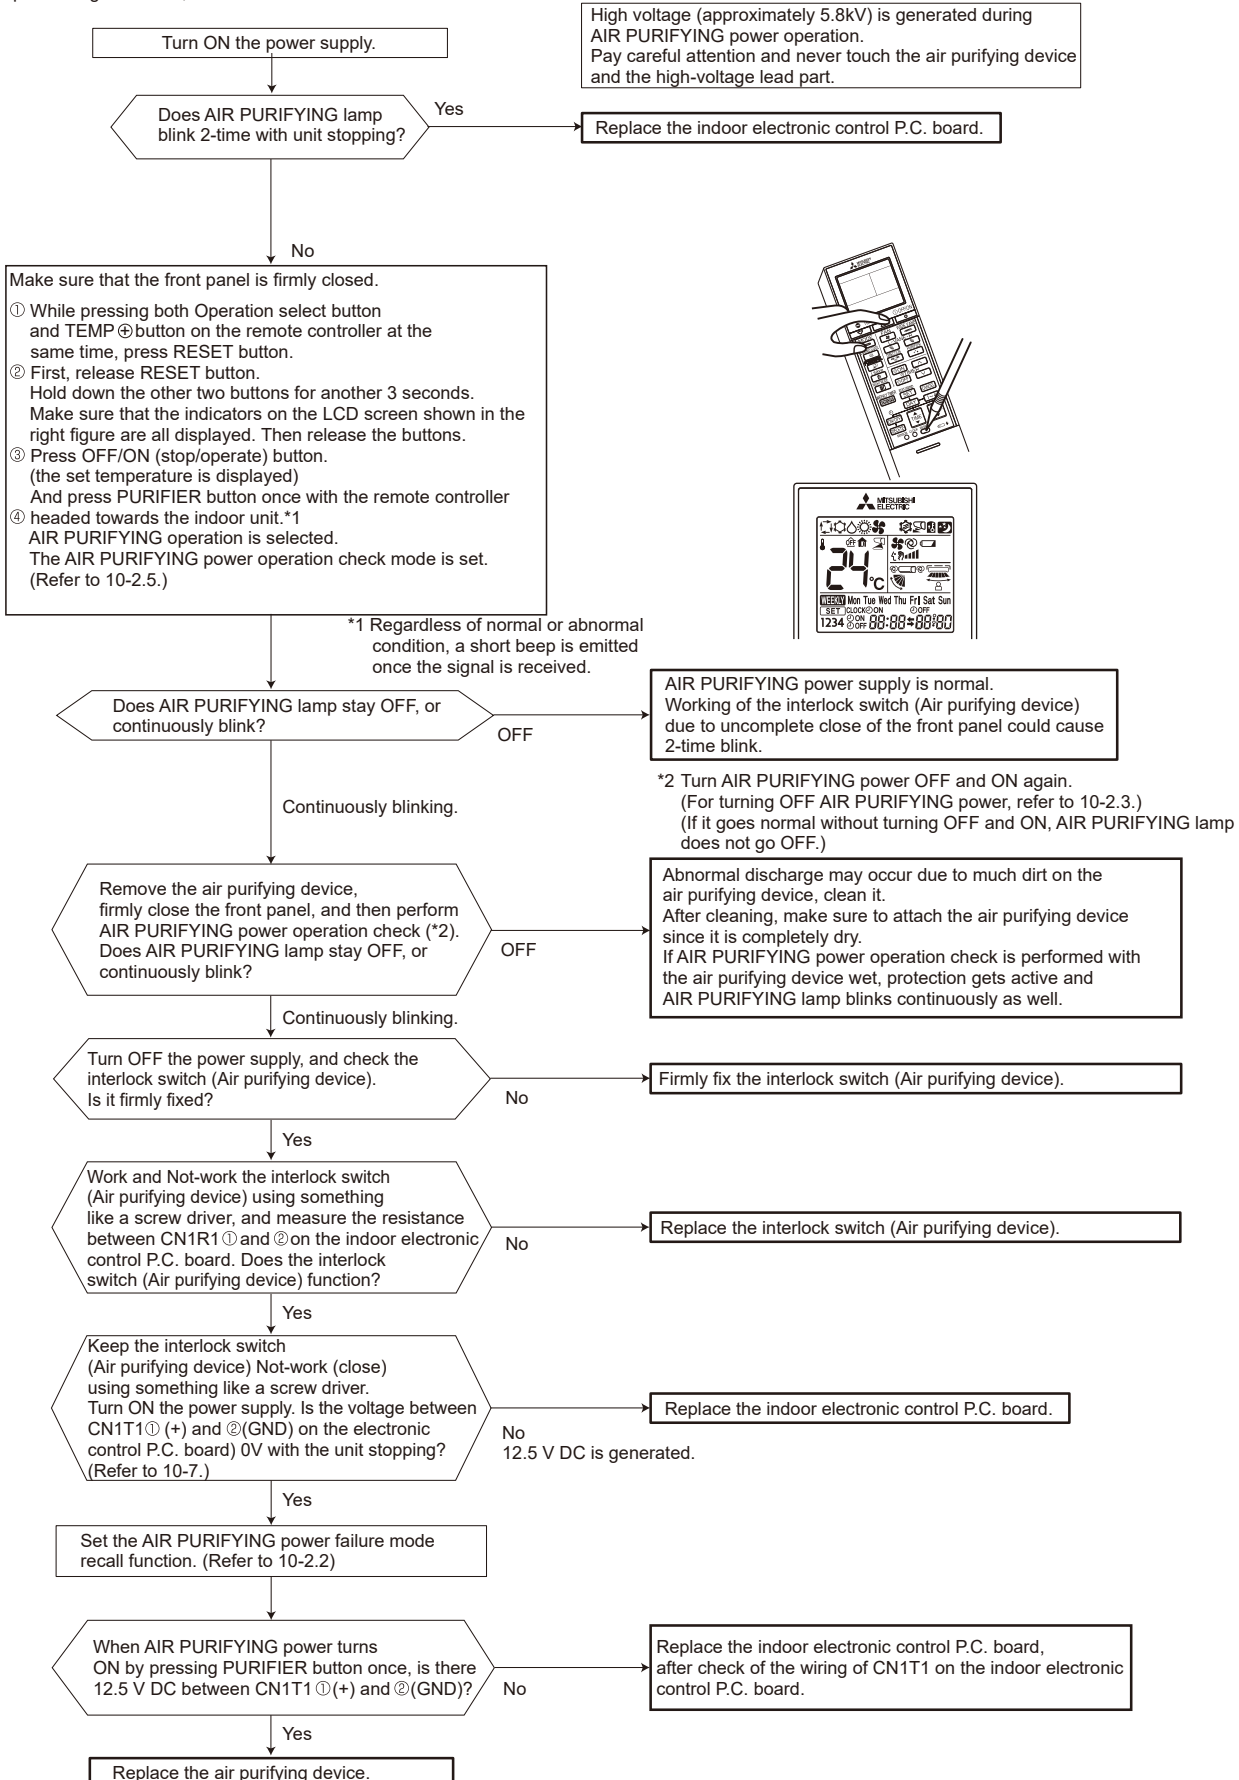 High voltage (approximately 5.8kV) is generated during
AIR PURIFYING power operation.
Pay careful attention and never touch the air purifying device
and the high-voltage lead part.
Turn ON the power supply.
Does AIR PURIFYING lamp
blink 2-time with unit stopping?
Yes
Replace the indoor electronic control P.C. board.
No
Make sure that the front panel is firmly closed.
① While pressing both Operation select button
and TEMP ⊕ button on the remote controller at the
same time, press RESET button.
② First, release RESET button.
Hold down the other two buttons for another 3 seconds.
Make sure that the indicators on the LCD screen shown in the
right figure are all displayed. Then release the buttons.
③ Press OFF/ON (stop/operate) button.
(the set temperature is displayed)
And press PURIFIER button once with the remote controller
④ headed towards the indoor unit.*1
AIR PURIFYING operation is selected.
The AIR PURIFYING power operation check mode is set.
(Refer to 10-2.5.)
MITSUBISHI
ELECTRIC
24°C
WEEKLY Mon Tue Wed Thu Fri Sat Sun
SET CLOCK ON OFF
1234 ON OFF 88:88 88:80
*1 Regardless of normal or abnormal
condition, a short beep is emitted
once the signal is received.
Does AIR PURIFYING lamp stay OFF, or
continuously blink?
OFF
AIR PURIFYING power supply is normal.
Working of the interlock switch (Air purifying device)
due to uncomplete close of the front panel could cause
2-time blink.
Continuously blinking.
*2 Turn AIR PURIFYING power OFF and ON again.
(For turning OFF AIR PURIFYING power, refer to 10-2.3.)
(If it goes normal without turning OFF and ON, AIR PURIFYING lamp
does not go OFF.)
Remove the air purifying device,
firmly close the front panel, and then perform
AIR PURIFYING power operation check (*2).
Does AIR PURIFYING lamp stay OFF, or
continuously blink?
OFF
Abnormal discharge may occur due to much dirt on the
air purifying device, clean it.
After cleaning, make sure to attach the air purifying device
since it is completely dry.
If AIR PURIFYING power operation check is performed with
the air purifying device wet, protection gets active and
AIR PURIFYING lamp blinks continuously as well.
Continuously blinking.
Turn OFF the power supply, and check the
interlock switch (Air purifying device).
Is it firmly fixed?
No
Firmly fix the interlock switch (Air purifying device).
Yes
Work and Not-work the interlock switch
(Air purifying device) using something
like a screw driver, and measure the resistance
between CN1R1 ① and ② on the indoor electronic
control P.C. board. Does the interlock
switch (Air purifying device) function?
No
Replace the interlock switch (Air purifying device).
Yes
Keep the interlock switch
(Air purifying device) Not-work (close)
using something like a screw driver.
Turn ON the power supply. Is the voltage between
CN1T1① (+) and ②(GND) on the electronic
control P.C. board) 0V with the unit stopping?
(Refer to 10-7.)
No
12.5 V DC is generated.
Replace the indoor electronic control P.C. board.
Yes
Set the AIR PURIFYING power failure mode
recall function. (Refer to 10-2.2)
When AIR PURIFYING power turns
ON by pressing PURIFIER button once, is there
12.5 V DC between CN1T1 ①(+) and ②(GND)?
No
Replace the indoor electronic control P.C. board,
after check of the wiring of CN1T1 on the indoor electronic
control P.C. board.
Yes
Replace the air purifying device.